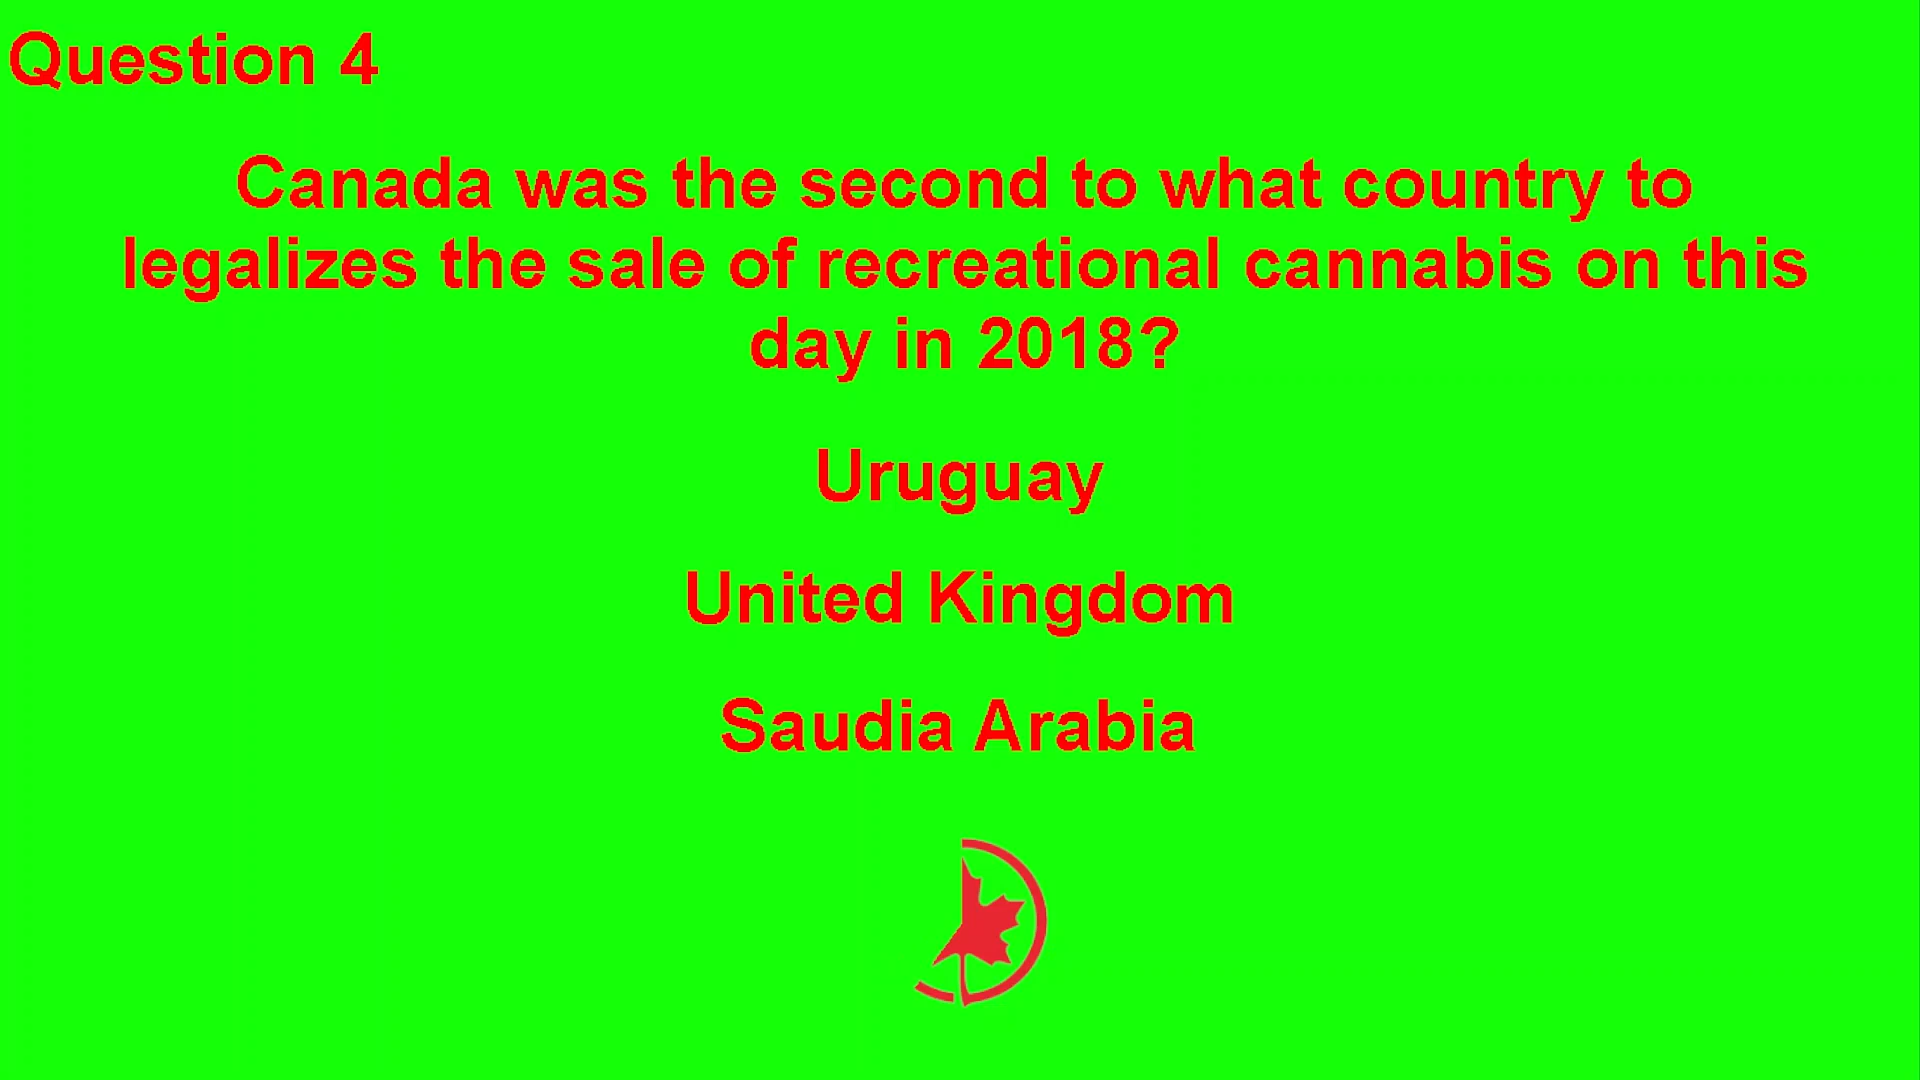 Question 4
Canada was the second to what country to
legalizes the sale of recreational cannabis on this
day in 2018?
Uruguay
United Kingdom
Saudia Arabia